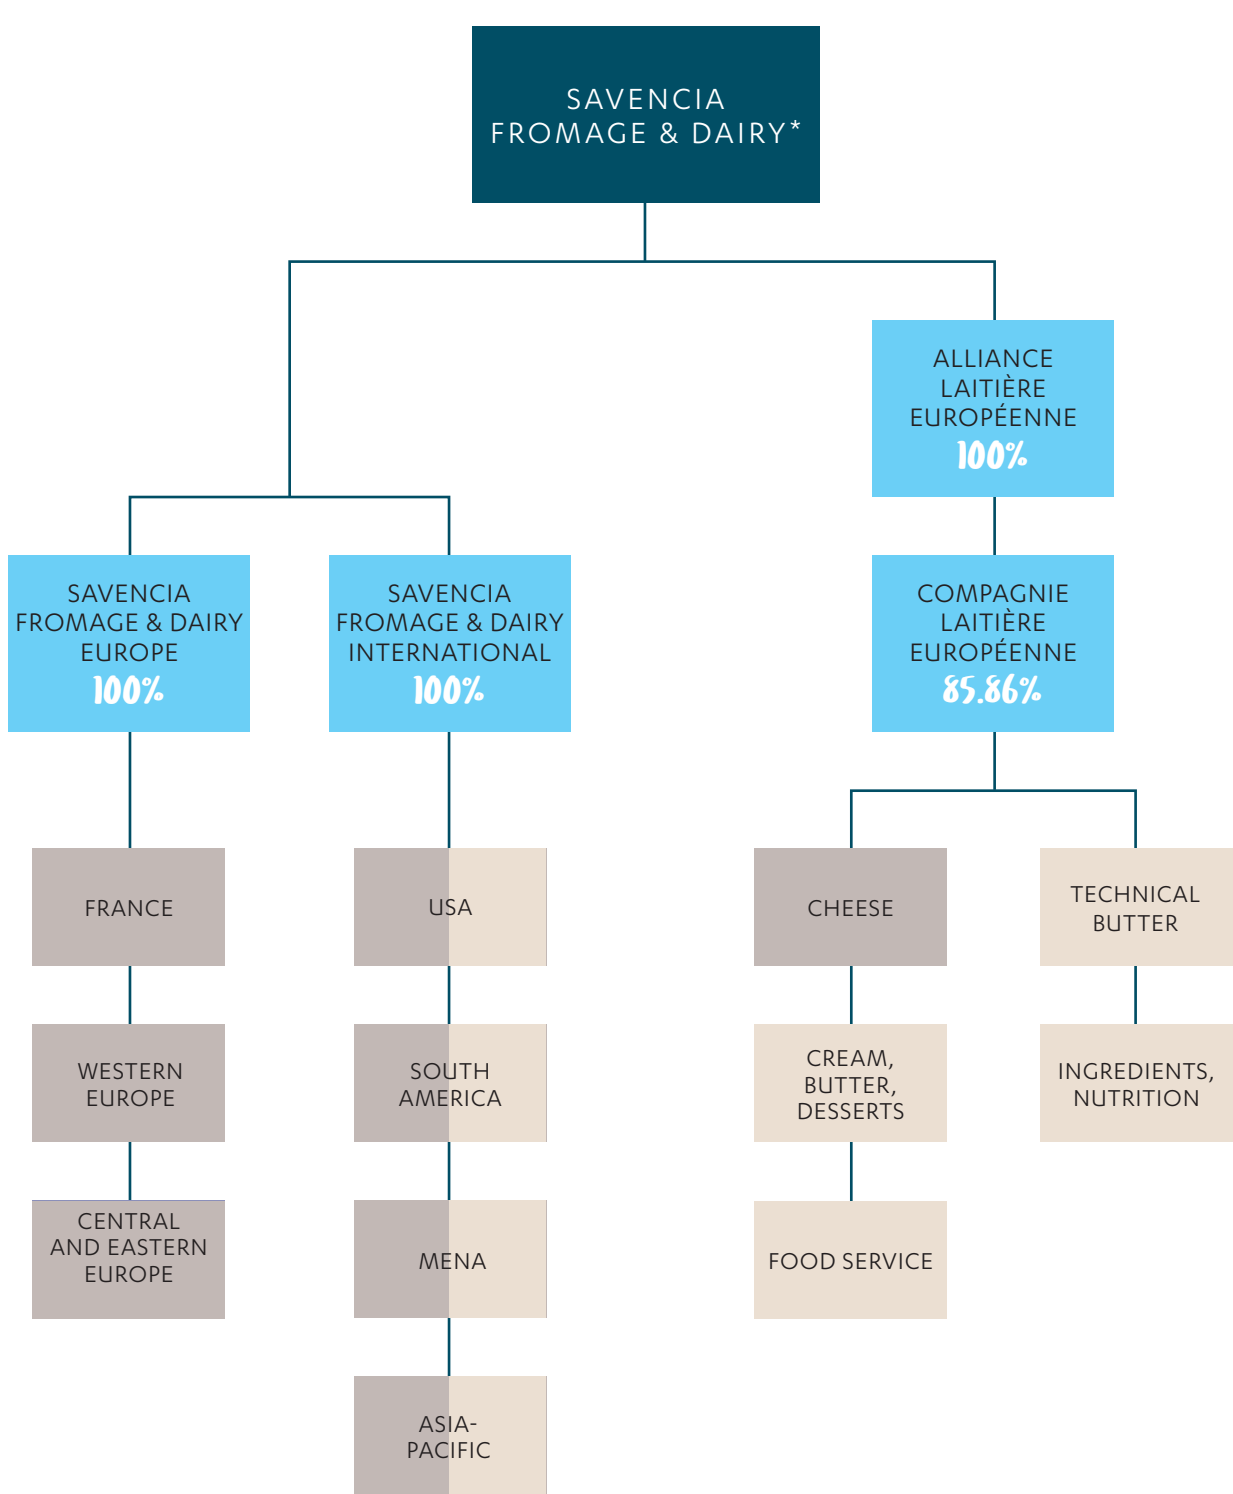 SAVENCIA
FROMAGE & DAIRY*
ALLIANCE
LAITIÈRE
EUROPÉENNE
100%
SAVENCIA
FROMAGE & DAIRY
EUROPE
100%
SAVENCIA
FROMAGE & DAIRY
INTERNATIONAL
100%
COMPAGNIE
LAITIÈRE
EUROPÉENNE
85.86%
FRANCE
WESTERN
EUROPE
CENTRAL
AND EASTERN
EUROPE
USA
SOUTH
AMERICA
MENA
ASIA-
PACIFIC
CHEESE
CREAM,
BUTTER,
DESSERTS
FOOD SERVICE
TECHNICAL
BUTTER
INGREDIENTS,
NUTRITION